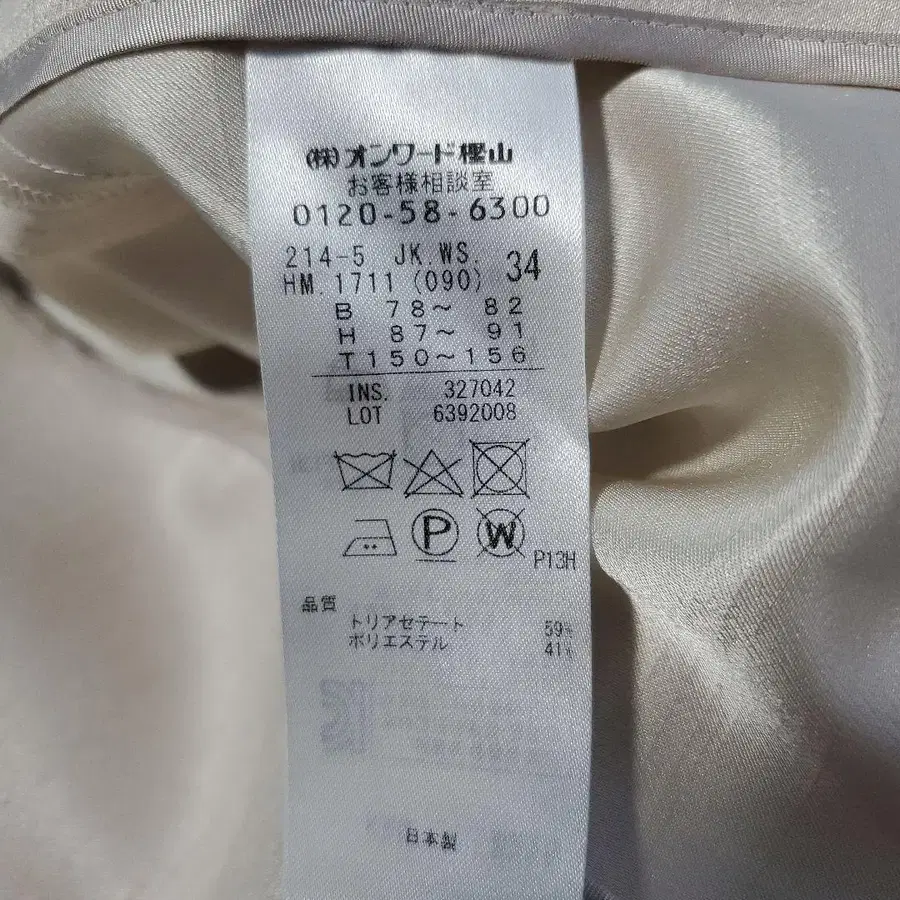 (株)オンワード樫山
お客様相談室
0120-58-6300
214-5 JK.WS. 34
HM.1711 (090)
B 78～ 82
H 87～ 91
T 150～156
INS. 327042
LOT 6392008
P W
P13H
品質
トリアセテート 59%
ポリエステル 41%
日本製